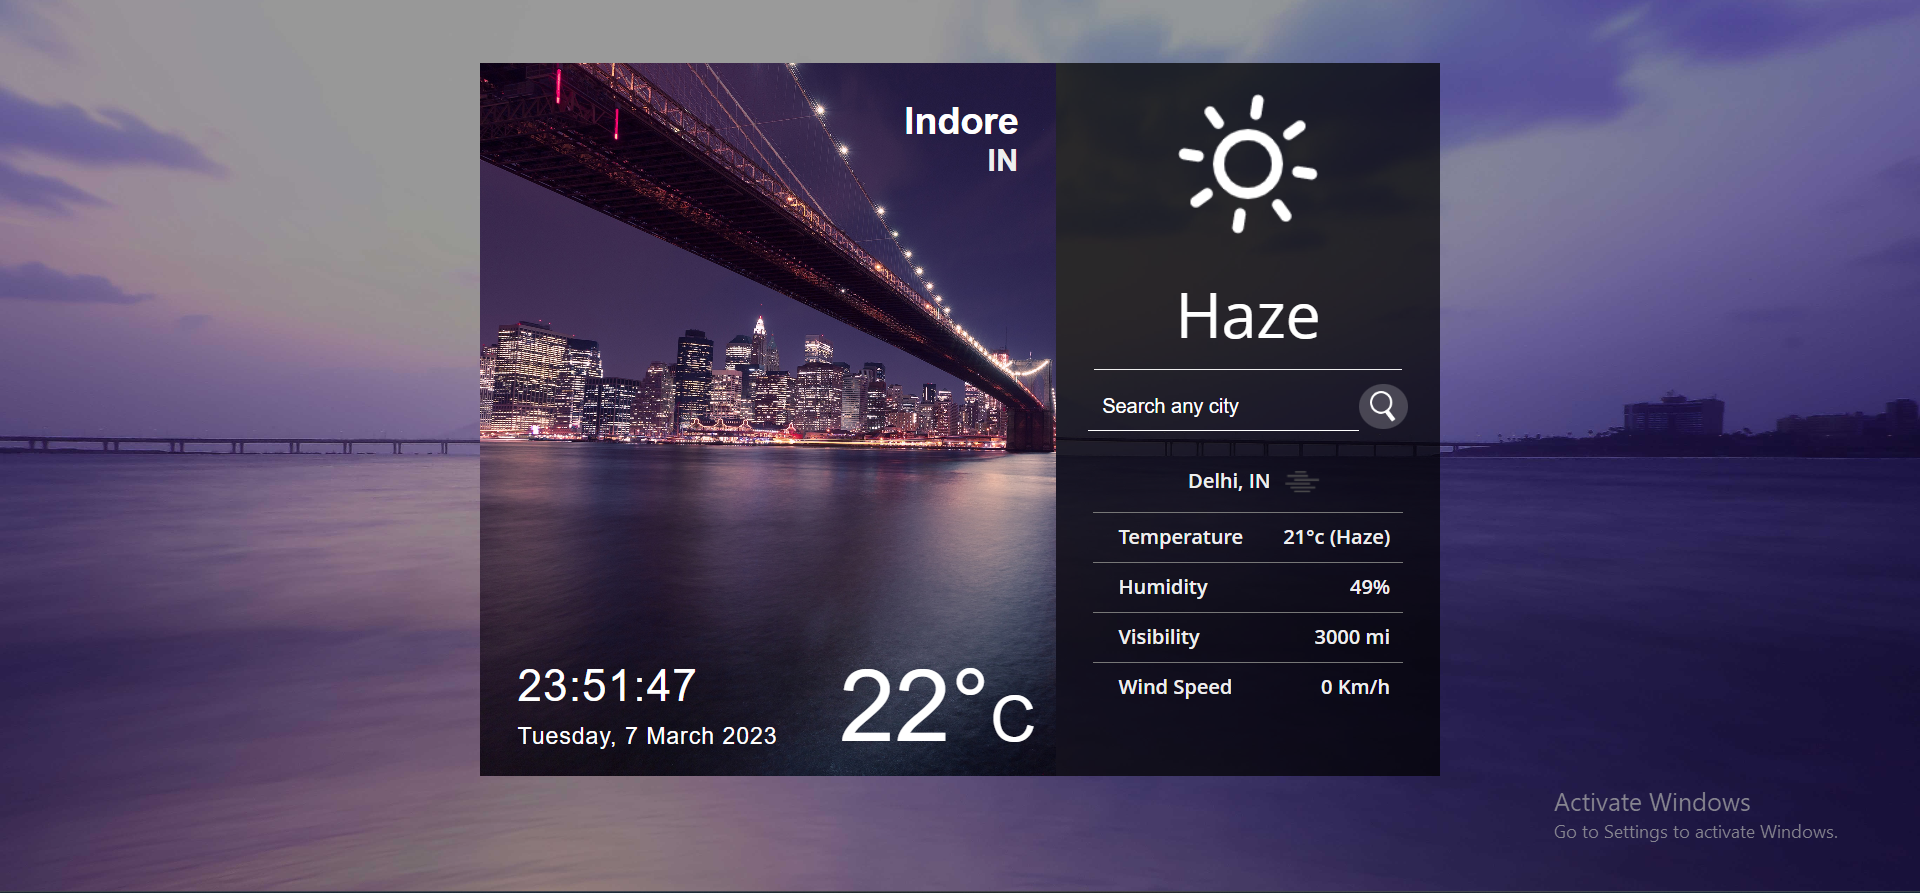 Indore
IN
23:51:47
Tuesday, 7 March 2023
22°c
Haze
Search any city
Delhi, IN
Temperature 21°c (Haze)
Humidity 49%
Visibility 3000 mi
Wind Speed 0 Km/h
Activate Windows
Go to Settings to activate Windows.